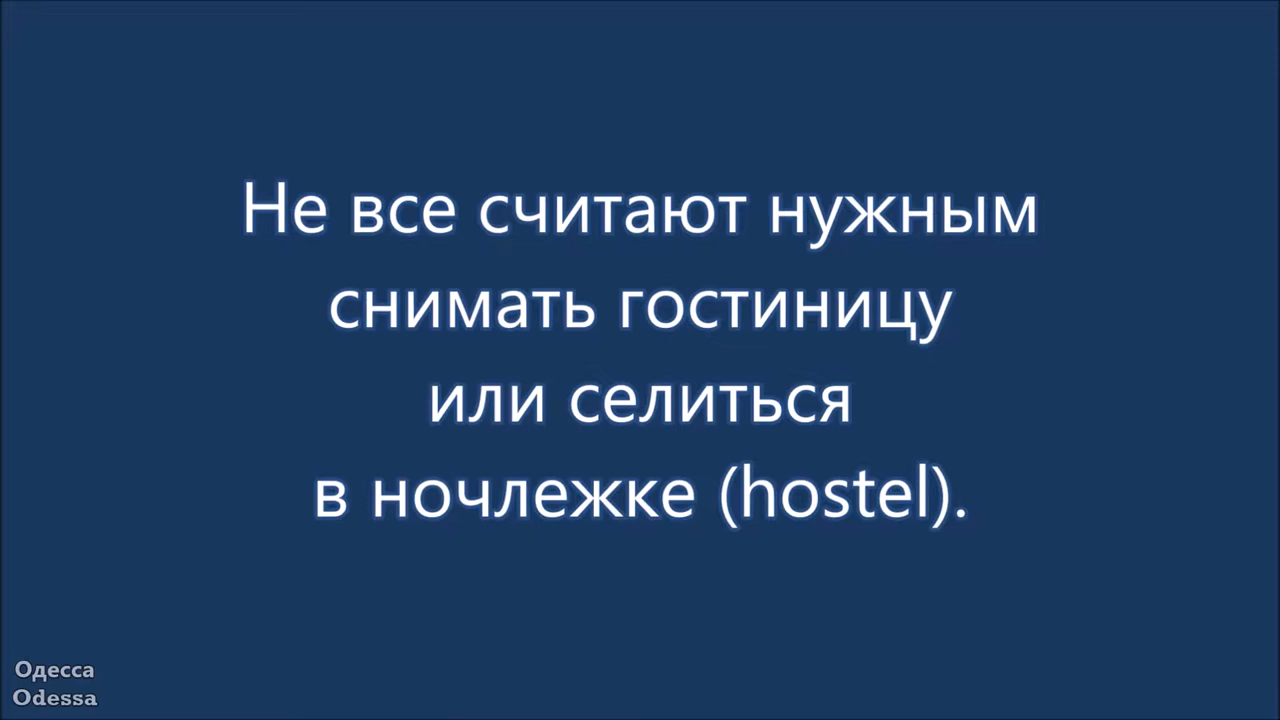 Не все считают нужным
снимать гостиницу
или селиться
в ночлежке (hostel).
Одесса
Odessa